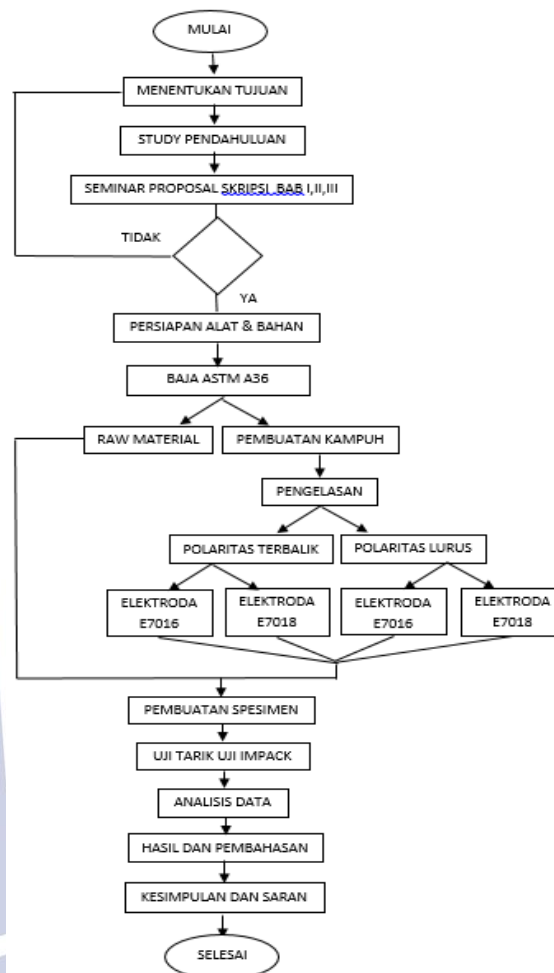 MULAI
MENENTUKAN TUJUAN
STUDY PENDAHULUAN
SEMINAR PROPOSAL SKRIPSI BAB I,II,III
TIDAK
YA
PERSIAPAN ALAT & BAHAN
BAJA ASTM A36
RAW MATERIAL
PEMBUATAN KAMPUH
PENGELASAN
POLARITAS TERBALIK
POLARITAS LURUS
ELEKTRODA
E7016
ELEKTRODA
E7018
ELEKTRODA
E7016
ELEKTRODA
E7018
PEMBUATAN SPESIMEN
UJI TARIK UJI IMPACK
ANALISIS DATA
HASIL DAN PEMBAHASAN
KESIMPULAN DAN SARAN
SELESAI